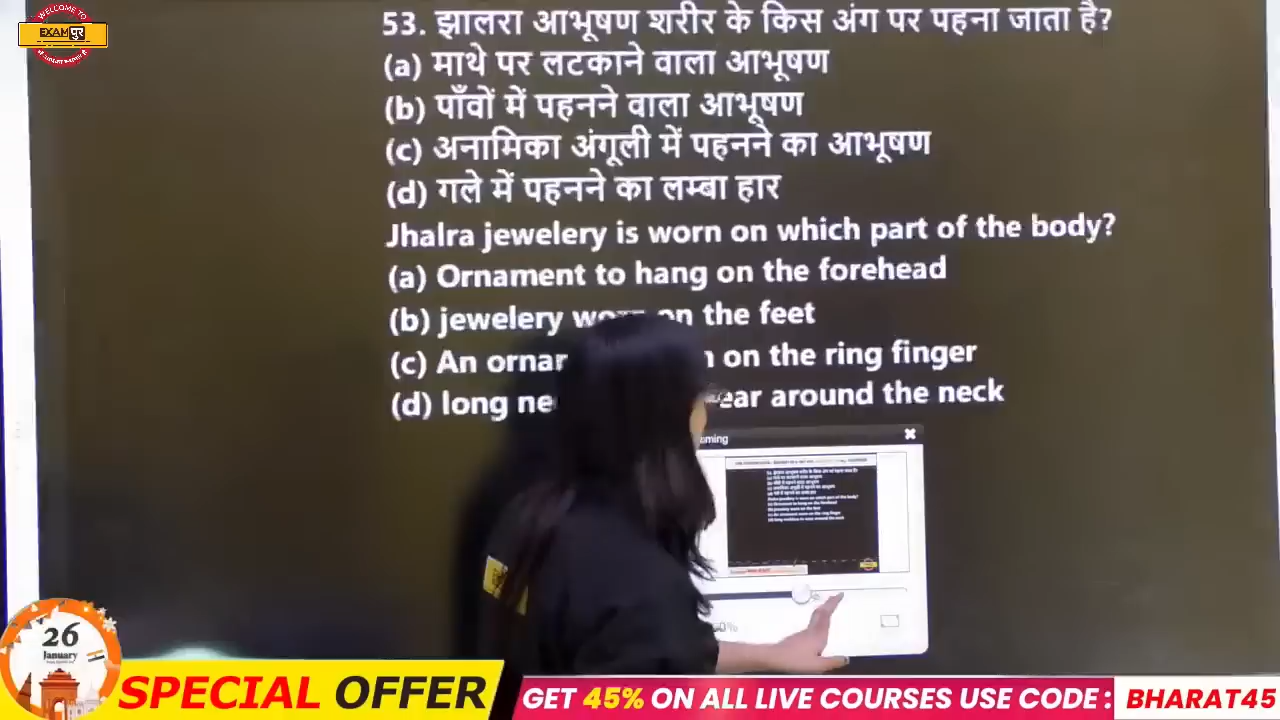 WELCOME TO
EXAMपुर
53. झालरा आभूषण शरीर के किस अंग पर पहना जाता है?
(a) माथे पर लटकाने वाला आभूषण
(b) पाँवों में पहनने वाला आभूषण
(c) अनामिका अंगूली में पहनने का आभूषण
(d) गले में पहनने का लम्बा हार
Jhalra jewelery is worn on which part of the body?
(a) Ornament to hang on the forehead
(b) jewelery on the feet
(c) An on the ring finger
(d) long around the neck
26
January
SPECIAL OFFER
GET 45% ON ALL LIVE COURSES USE CODE : BHARAT45